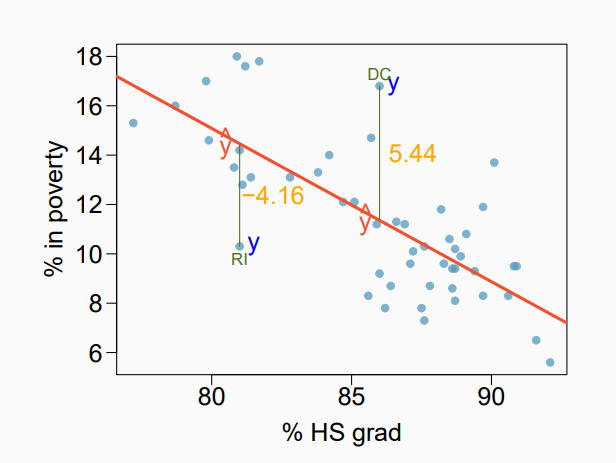 18
16
14
12
10
8
6
80
85
90
% in poverty
% HS grad
DC
y
5.44
ŷ
ŷ
−4.16
y
RI